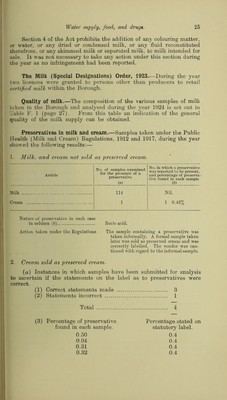 Water supply, food, and drugs. 25
Section 4 of the Act prohibits the addition of any colouring matter,
or water, or any dried or condensed milk, or any fluid reconstituted
therefrom, or any skimmed milk or separated milk, to milk intended for
sale. It was not necessary to take any action under this section during
the year as no infringement had been reported.
The Milk (Special Designations) Order, 1923.—During the year
two licences were granted to persons other than producers to retail
certified milk within the Borough.
Quality of milk.—The composition of the various samples of milk
taken in the Borough and analysed during the year 1924 is set out in
Table F. 1 (page 27). From this table an indication of the general
quality of the milk supply can be obtained.
Preservatives in milk and cream.—Samples taken under the Public
Health (Milk and Cream) Regulations, 1912 and 1917, during the year
showed the following results:—
1. Milk, and cream not sold as preserved cream.
Article
No. of samples examined
for the presence of a
preservative
(a)
No. in which a preservative
was reported to be present,
and percentage of preserva-
tive found in each sample
(b)
Milk 114 Nil.
Cream 1 1 0.42%
Nature of preservative in each case
in column (b) Boric acid.
Action taken under the Regulations The sample containing a preservative was
taken informally. A formal sample taken
later was sold as preserved cream and was
correctly labelled. The vendor was cau-
tioned with regard to the informal sample.
2. Cream sold as preserved cream.
(a) Instances in which samples have been submitted for analysis
to ascertain if the statements on the label as to preservatives were
correct.
(1) Correct statements made 3
(2) Statements incorrect 1
Total 4
(3) Percentage of preservative Percentage stated on
found in each sample. statutory label.
0.50 0.4
0.04 0.4
0.31 0.4
0.32 0.4